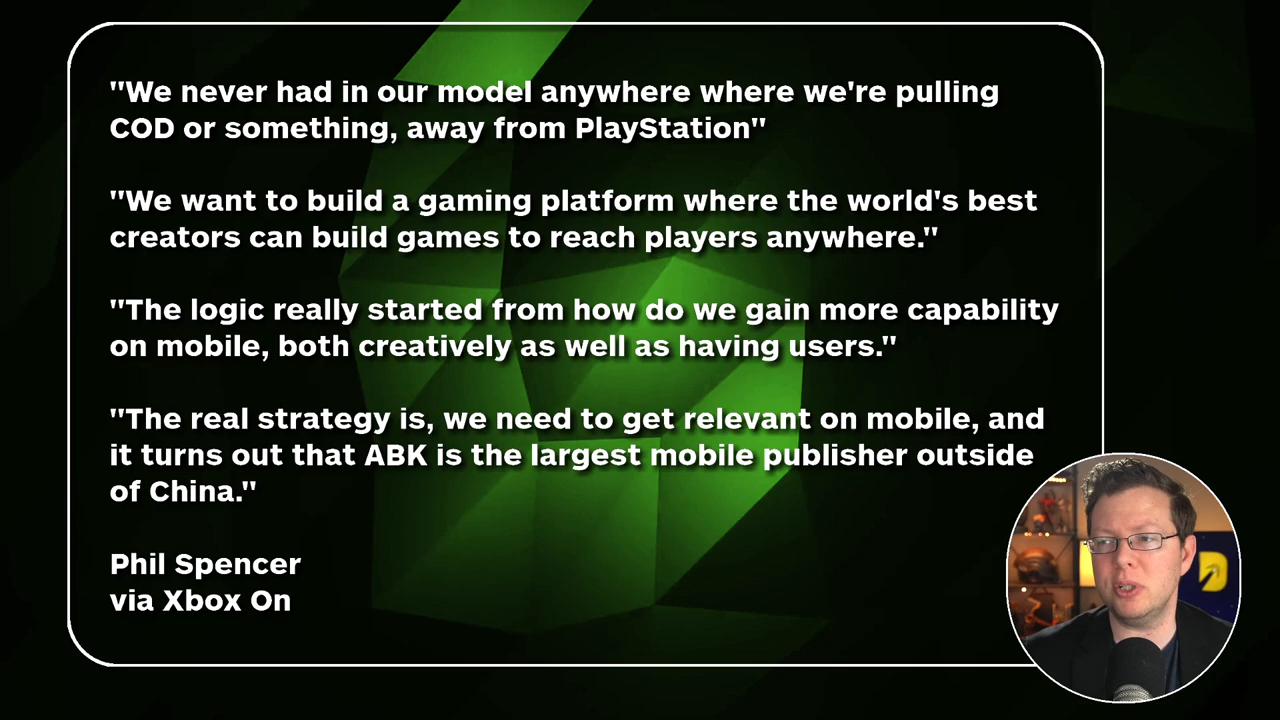 "We never had in our model anywhere where we're pulling
COD or something, away from PlayStation"
"We want to build a gaming platform where the world's best
creators can build games to reach players anywhere."
"The logic really started from how do we gain more capability
on mobile, both creatively as well as having users."
"The real strategy is, we need to get relevant on mobile, and
it turns out that ABK is the largest mobile publisher outside
of China."
Phil Spencer
via Xbox On